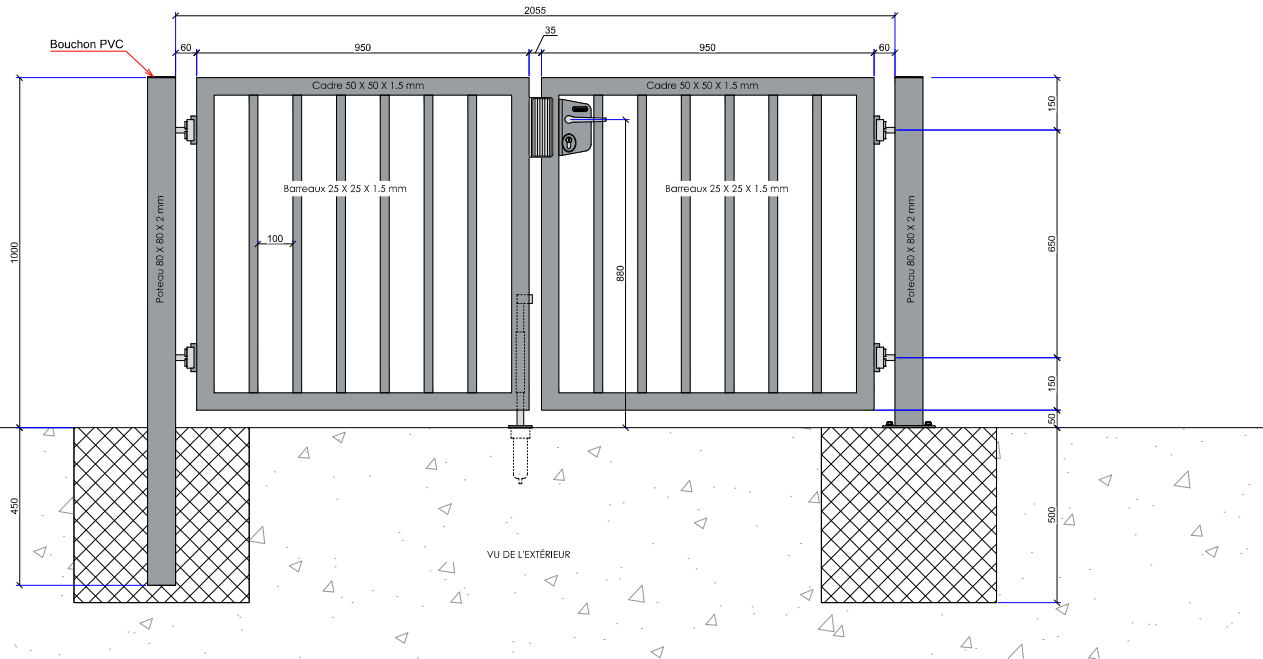 2055
35
Bouchon PVC
60
950
950
60
Cadre 50 X 50 X 1.5 mm
Cadre 50 X 50 X 1.5 mm
150
Barreaux 25 X 25 X 1.5 mm
Barreaux 25 X 25 X 1.5 mm
1000
Poteau 80 X 80 X 2 mm
100
880
Poteau 80 X 80 X 2 mm
650
150
50
450
500
VU DE L'EXTÉRIEUR